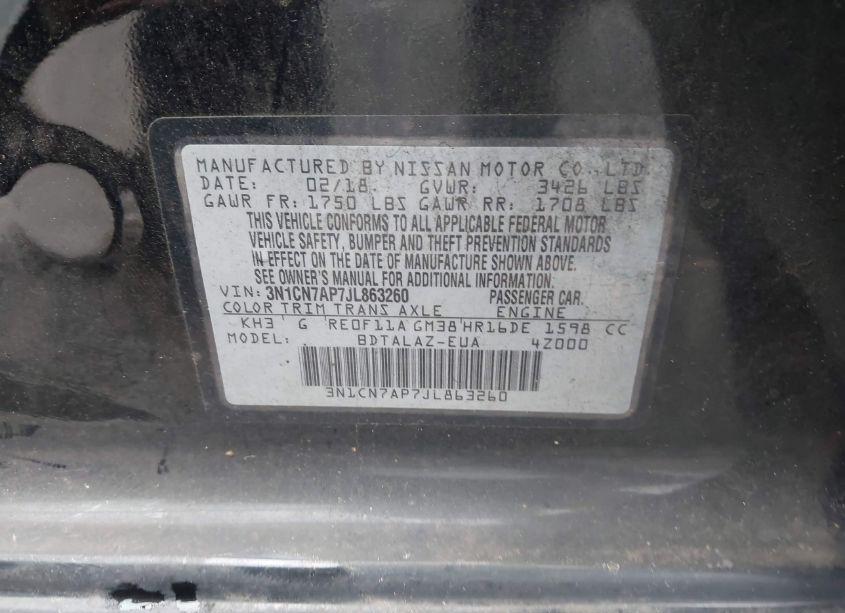 MANUFACTURED BY NISSAN MOTOR CO., LTD.
DATE: 02/18 GVWR: 3426 LBS
GAWR FR: 1750 LBS GAWR RR: 1708 LBS
THIS VEHICLE CONFORMS TO ALL APPLICABLE FEDERAL MOTOR
VEHICLE SAFETY, BUMPER AND THEFT PREVENTION STANDARDS
IN EFFECT ON THE DATE OF MANUFACTURE SHOWN ABOVE.
SEE OWNER'S MANUAL FOR ADDITIONAL INFORMATION.
VIN: 3N1CN7AP7JL863260 PASSENGER CAR.
COLOR TRIM TRANS AXLE ENGINE
KH3 G RE0F11A GM38 HR16DE 1598 CC
MODEL: BDTALAZ-EUA 4Z000
3N1CN7AP7JL863260